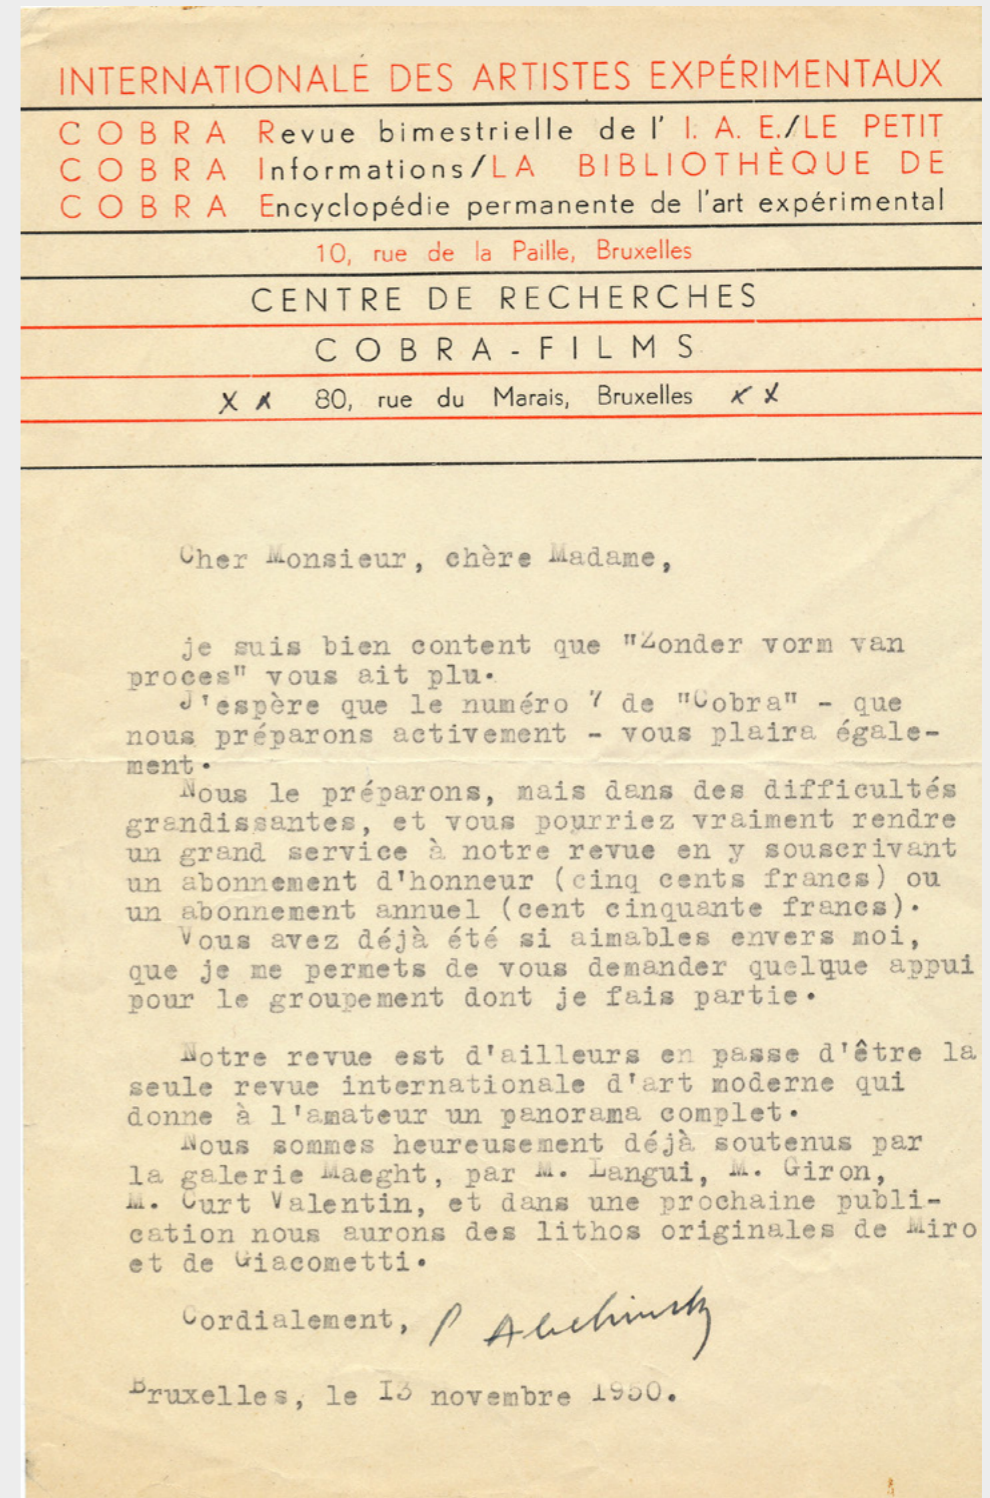 INTERNATIONALE DES ARTISTES EXPÉRIMENTAUX
COBRA Revue bimestrielle de l' I. A. E./LE PETIT
COBRA Informations/LA BIBLIOTHÈQUE DE
COBRA Encyclopédie permanente de l'art expérimental
10, rue de la Paille, Bruxelles
CENTRE DE RECHERCHES
COBRA-FILMS
x x 80, rue du Marais, Bruxelles x x
Cher Monsieur, chère Madame,
je suis bien content que "Zonder vorm van
proces" vous ait plu.
J'espère que le numéro 7 de "Cobra" - que
nous préparons activement - vous plaira égale-
ment.
Nous le préparons, mais dans des difficultés
grandissantes, et vous pourriez vraiment rendre
un grand service à notre revue en y souscrivant
un abonnement d'honneur (cinq cents francs) ou
un abonnement annuel (cent cinquante francs).
Vous avez déjà été si aimables envers moi,
que je me permets de vous demander quelque appui
pour le groupement dont je fais partie.
Notre revue est d'ailleurs en passe d'être la
seule revue internationale d'art moderne qui
donne à l'amateur un panorama complet.
Nous sommes heureusement déjà soutenus par
la galerie Maeght, par M. Langui, M. Giron,
M. Curt Valentin, et dans une prochaine publi-
cation nous aurons des lithos originales de Miro
et de Giacometti.
Cordialement, P Alechinsky
Bruxelles, le 13 novembre 1950.